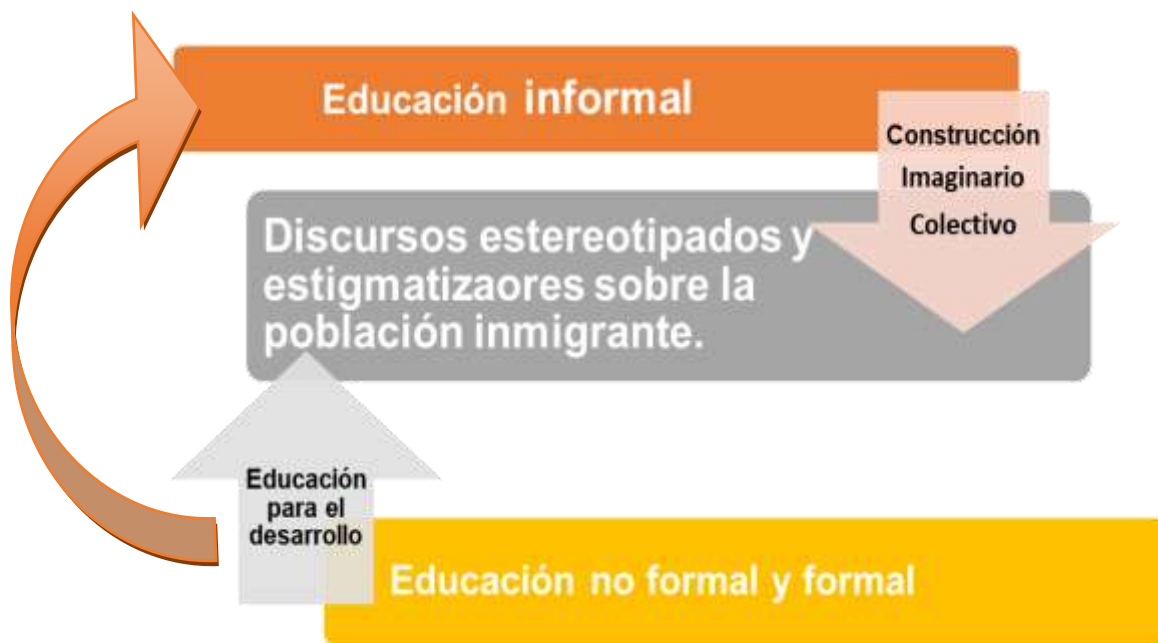 Educación informal
Construcción
Imaginario
Colectivo
Discursos estereotipados y
estigmatizaores sobre la
población inmigrante.
Educación
para el
desarrollo
Educación no formal y formal